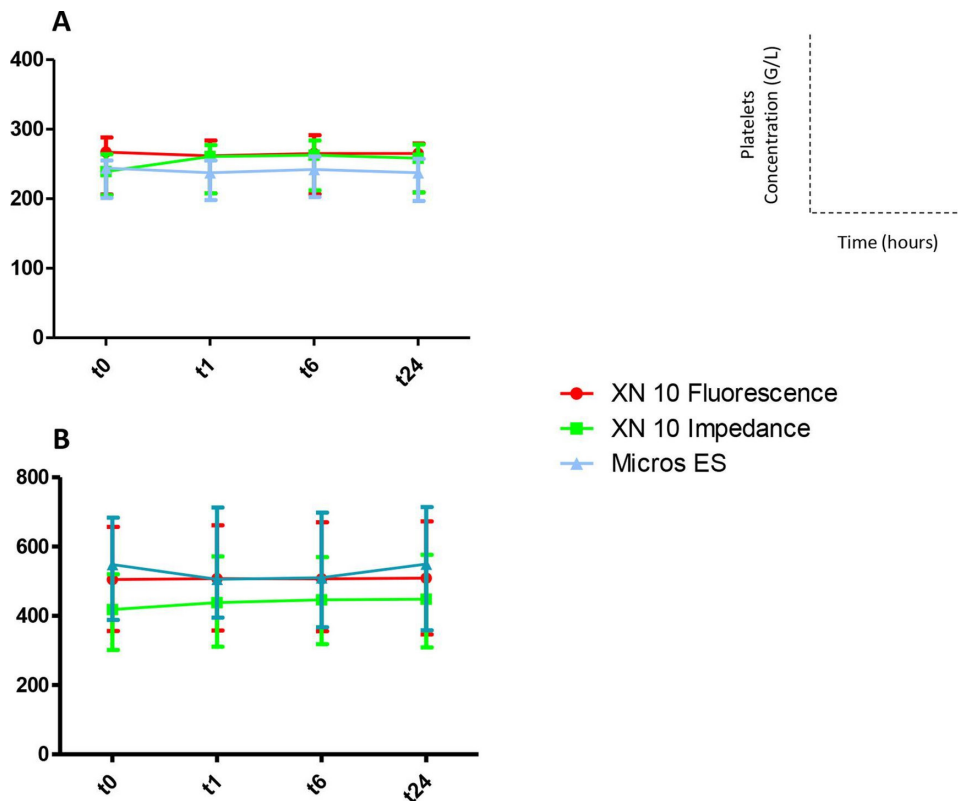 A
400
300
200
100
0
t0
t1
t6
t24
Platelets
Concentration (G/L)
Time (hours)
XN 10 Fluorescence
XN 10 Impedance
Micros ES
B
800
600
400
200
0
t0
t1
t6
t24